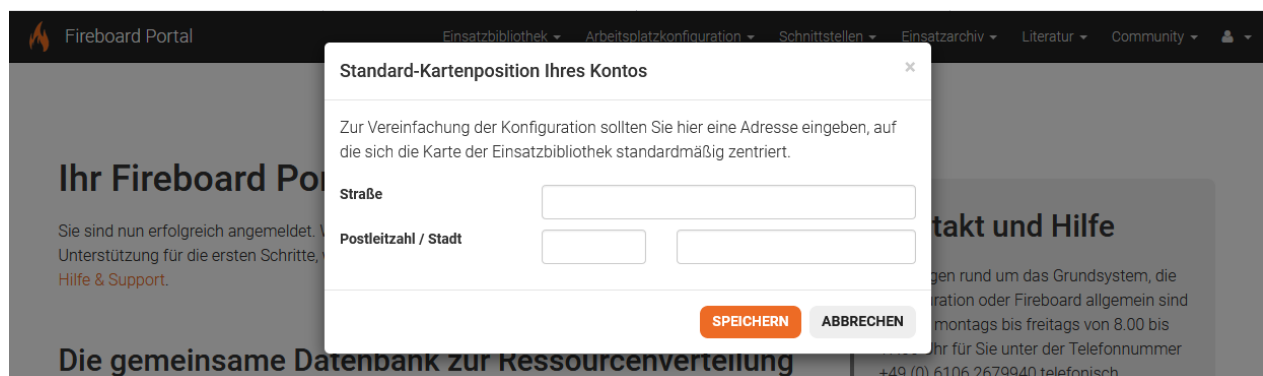 Fireboard Portal
Einsatzbibliothek Arbeitsplatzkonfiguration Schnittstellen Einsatzarchiv Literatur Community
Standard-Kartenposition Ihres Kontos ×
Zur Vereinfachung der Konfiguration sollten Sie hier eine Adresse eingeben, auf
die sich die Karte der Einsatzbibliothek standardmäßig zentriert.
Straße
Postleitzahl / Stadt
SPEICHERN ABBRECHEN
Ihr Fireboard Po
Sie sind nun erfolgreich angemeldet.
Unterstützung für die ersten Schritte,
Hilfe & Support.
Die gemeinsame Datenbank zur Ressourcenverteilung
takt und Hilfe
gen rund um das Grundsystem, die
ration oder Fireboard allgemein sind
montags bis freitags von 8.00 bis
Uhr für Sie unter der Telefonnummer
+49 (0) 6106 2679940 telefonisch